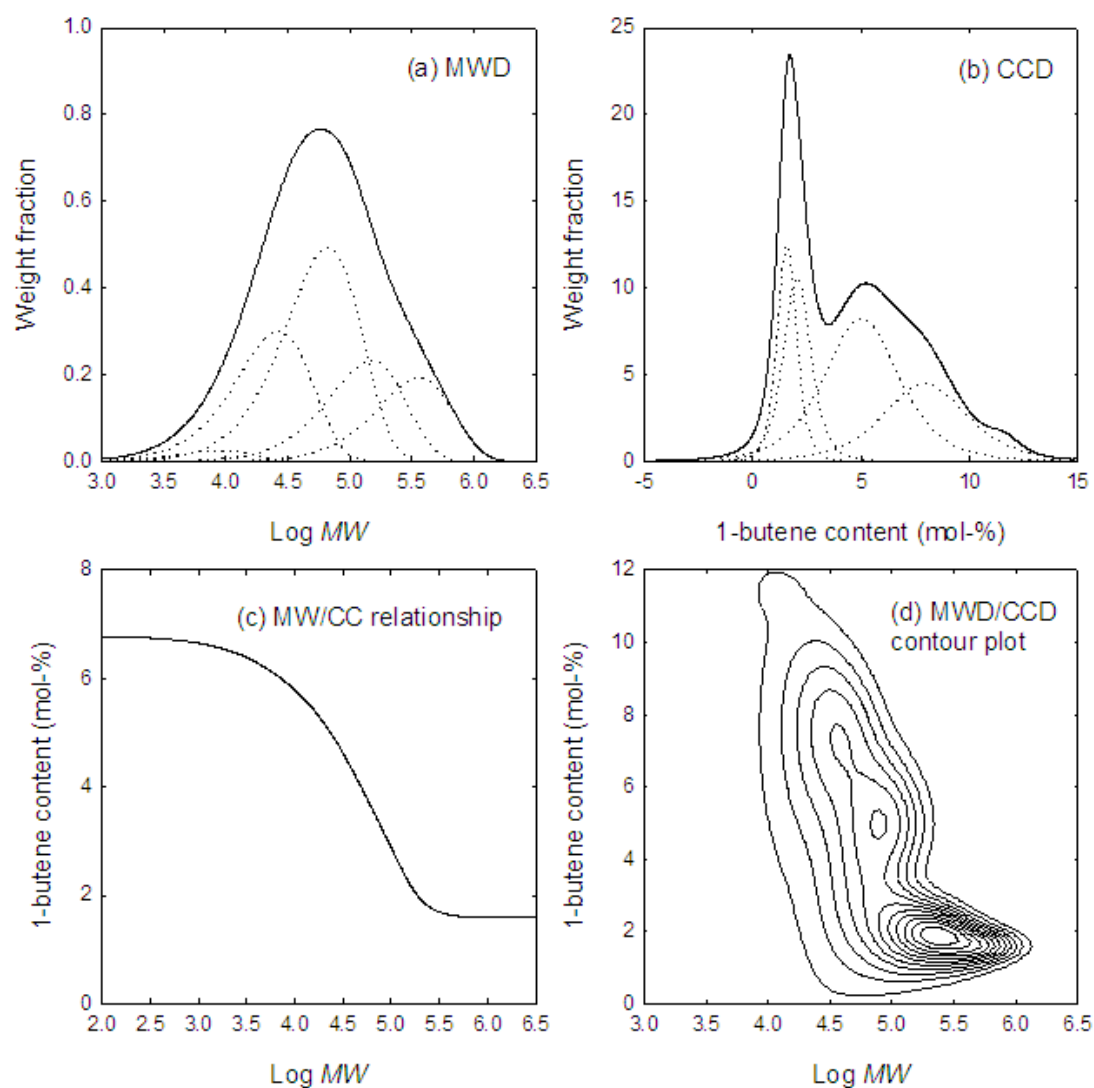 (a) MWD
Weight fraction
1.0
0.8
0.6
0.4
0.2
0.0
3.0 3.5 4.0 4.5 5.0 5.5 6.0 6.5
Log MW
(b) CCD
Weight fraction
25
20
15
10
5
0
-5 0 5 10 15
1-butene content (mol-%)
(c) MW/CC relationship
1-butene content (mol-%)
8
6
4
2
0
2.0 2.5 3.0 3.5 4.0 4.5 5.0 5.5 6.0 6.5
Log MW
(d) MWD/CCD
contour plot
1-butene content (mol-%)
12
10
8
6
4
2
0
3.0 3.5 4.0 4.5 5.0 5.5 6.0 6.5
Log MW